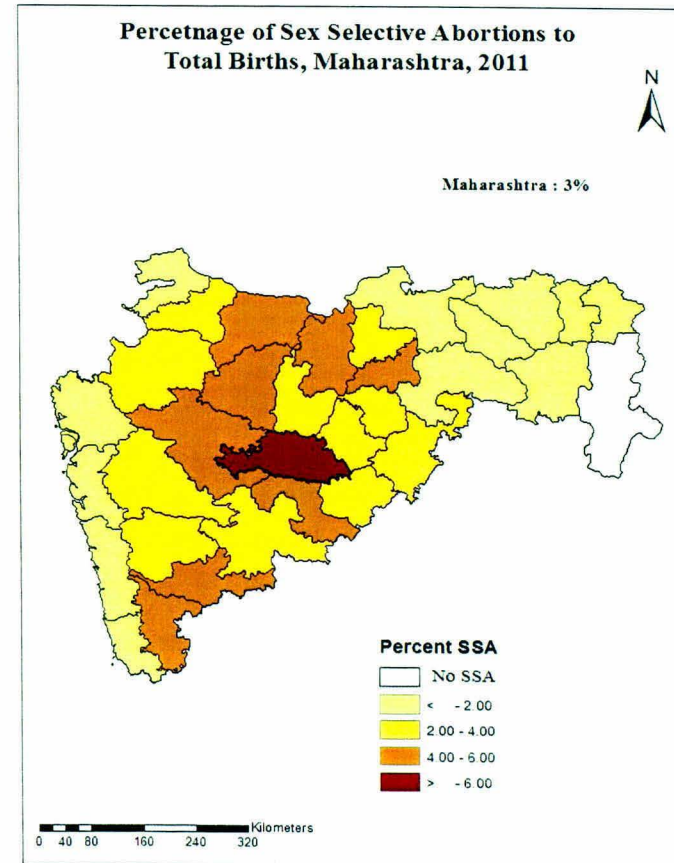 Percetnage of Sex Selective Abortions to
Total Births, Maharashtra, 2011
N
Maharashtra : 3%
Percent SSA
No SSA
< - 2.00
2.00 - 4.00
4.00 - 6.00
> - 6.00
Kilometers
0 20 40 80 160 240 320